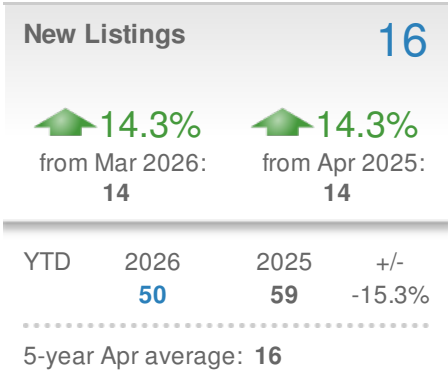 New Listings 16
14.3% 14.3%
from Mar 2026: from Apr 2025:
14 14
YTD 2026 2025 +/-
50 59 -15.3%
5-year Apr average: 16